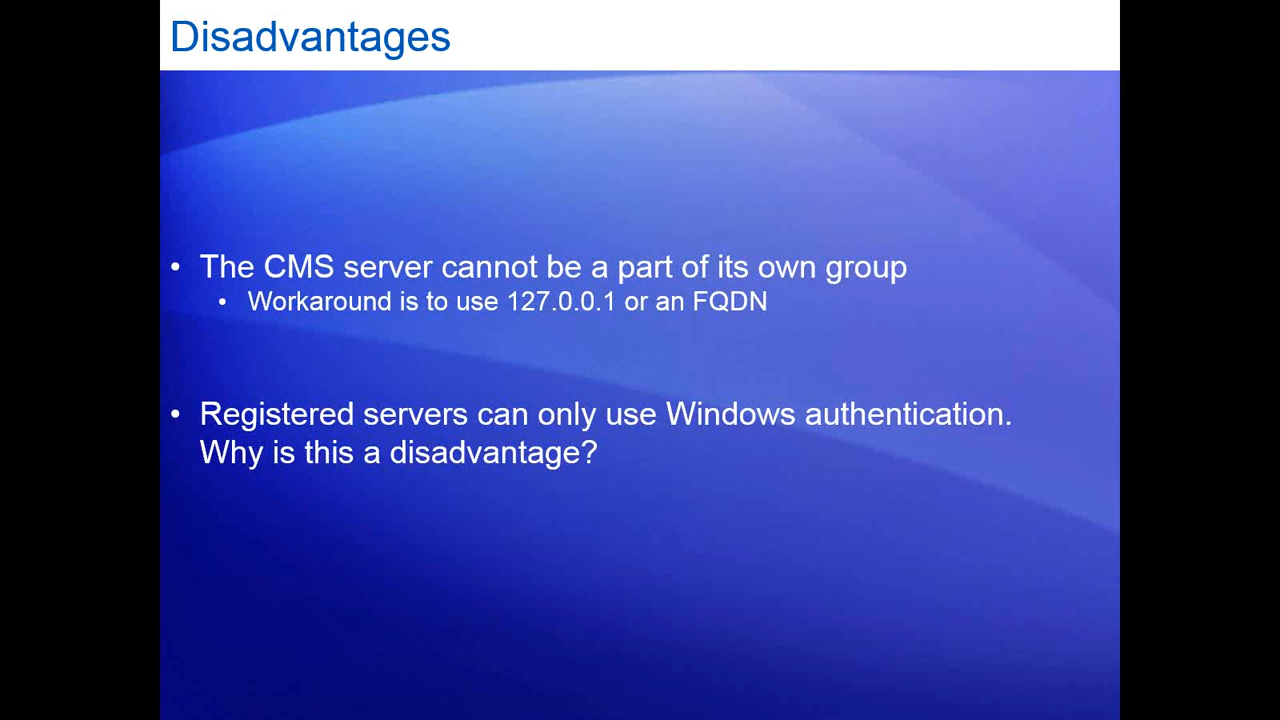 Disadvantages
• The CMS server cannot be a part of its own group
• Workaround is to use 127.0.0.1 or an FQDN
• Registered servers can only use Windows authentication.
Why is this a disadvantage?